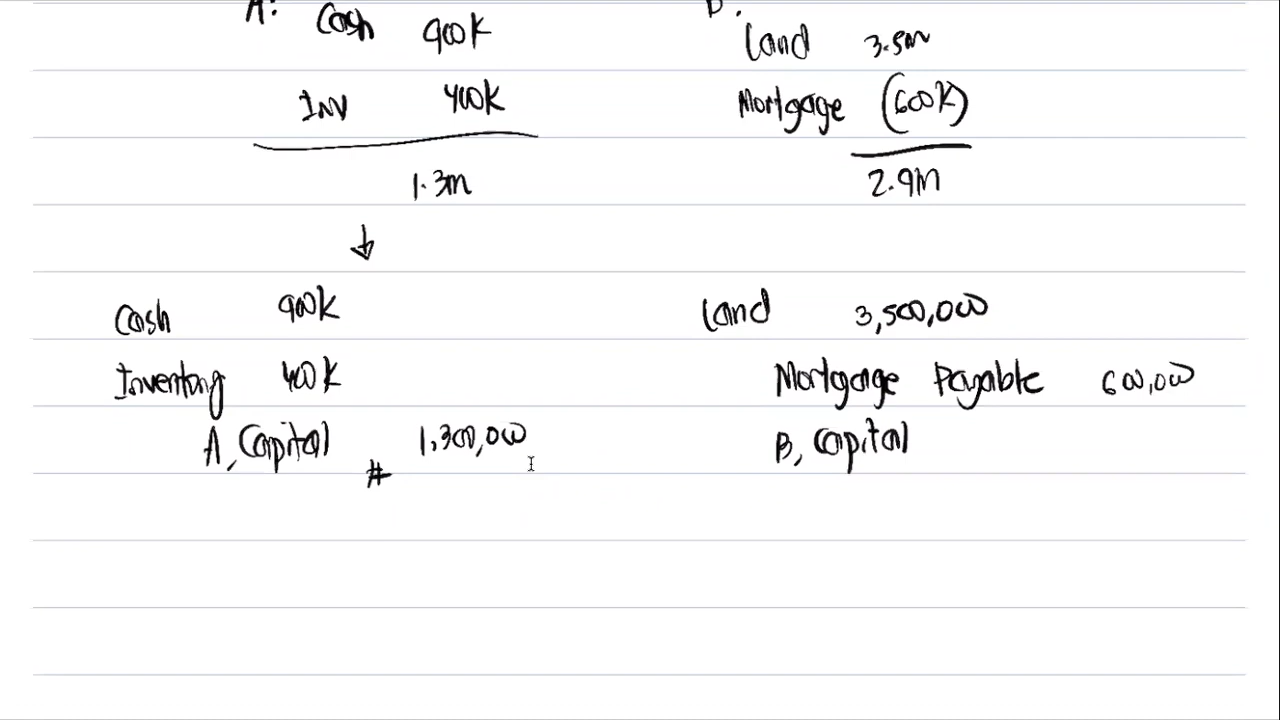 A: Cash 900K
Inv 400K
1.3m
Cash 900K
Inventory 400K
A, Capital 1,300,000
#
B.
Land 3.5m
Mortgage (600K)
2.9M
Land 3,500,000
Mortgage Payable 600,000
B, Capital